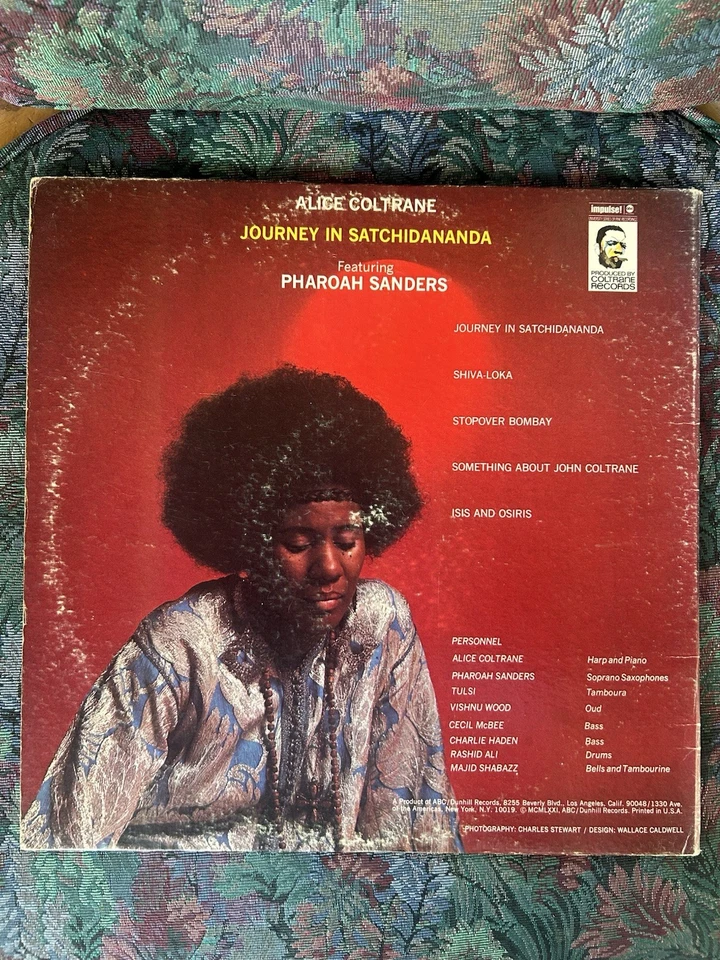 ALICE COLTRANE
JOURNEY IN SATCHIDANANDA
Featuring
PHAROAH SANDERS
impulse! abc
PRODUCED BY
COLTRANE
RECORDS
JOURNEY IN SATCHIDANANDA
SHIVA-LOKA
STOPOVER BOMBAY
SOMETHING ABOUT JOHN COLTRANE
ISIS AND OSIRIS
PERSONNEL
ALICE COLTRANE Harp and Piano
PHAROAH SANDERS Soprano Saxophones
TULSI Tamboura
VISHNU WOOD Oud
CECIL McBEE Bass
CHARLIE HADEN Bass
RASHID ALI Drums
MAJID SHABAZZ Bells and Tambourine
A Product of ABC/Dunhill Records, 8255 Beverly Blvd., Los Angeles, Calif. 90048/1330 Ave.
of the Americas, New York, N.Y. 10019. © MCMLXXI, ABC/Dunhill Records. Printed in U.S.A.
PHOTOGRAPHY: CHARLES STEWART / DESIGN: WALLACE CALDWELL